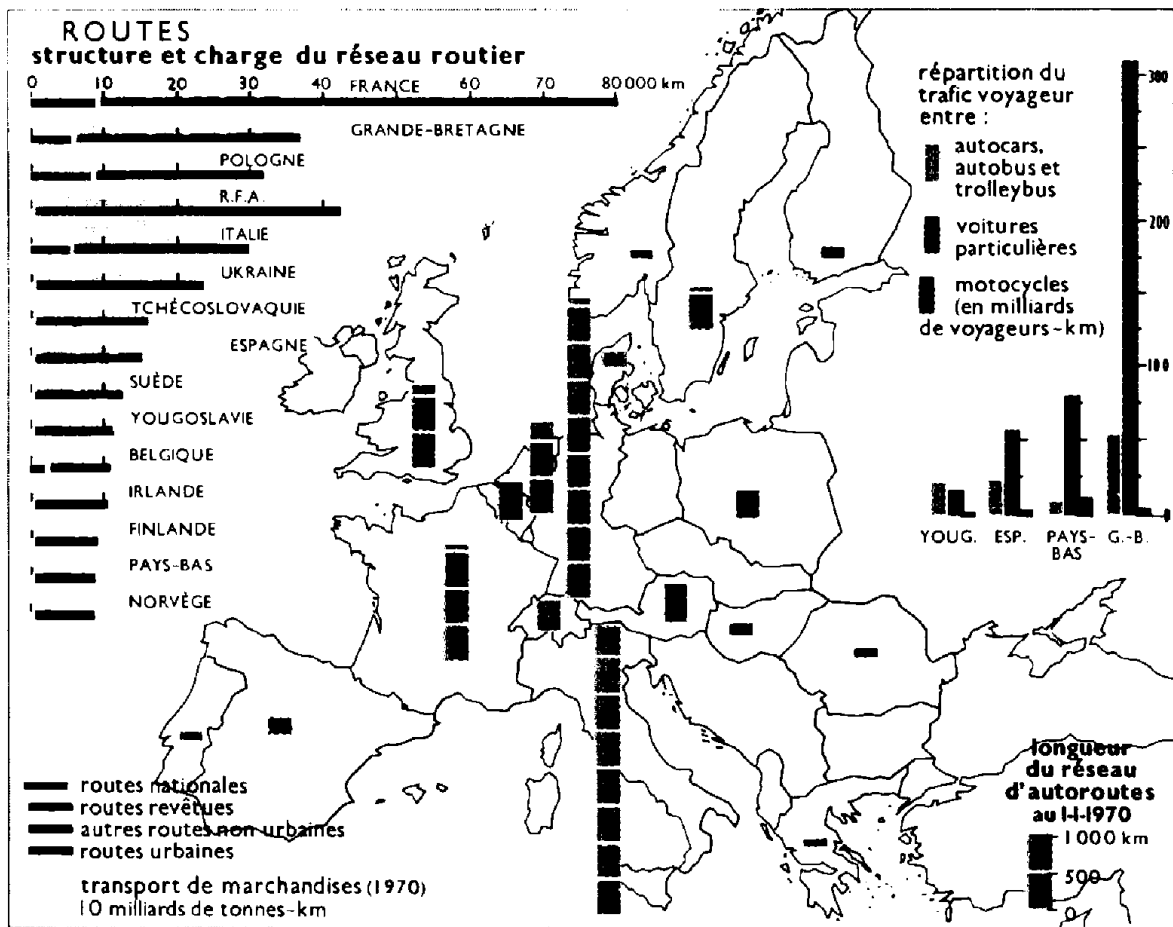 ROUTES
structure et charge du réseau routier
0 10 20 30 40 70 80 000 km
FRANCE
GRANDE-BRETAGNE
POLOGNE
R.F.A.
ITALIE
UKRAINE
TCHÉCOSLOVAQUIE
ESPAGNE
SUÈDE
YOUGOSLAVIE
BELGIQUE
IRLANDE
FINLANDE
PAYS-BAS
NORVÈGE
routes nationales
routes revêtues
autres routes non urbaines
routes urbaines
transport de marchandises (1970)
10 milliards de tonnes-km
répartition du
trafic voyageur
entre :
autocars,
autobus et
trolleybus
voitures
particulières
motocycles
(en milliards
de voyageurs-km)
300
200
100
0
YOUG. ESP. PAYS-BAS G.-B.
longueur
du réseau
d'autoroutes
au 1-1-1970
1 000 km
500
0